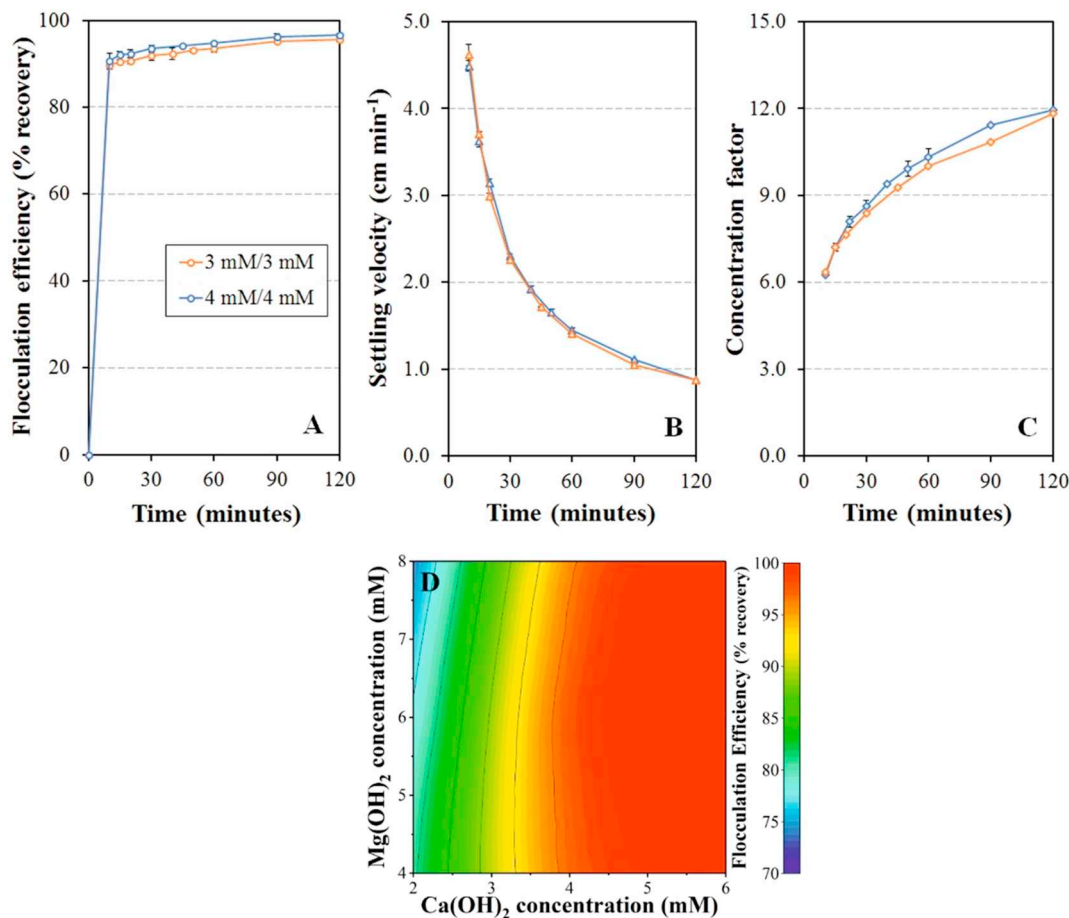 Flocculation efficiency (% recovery)
100
80
60
40
20
0
3 mM/3 mM
4 mM/4 mM
A
0 30 60 90 120
Time (minutes)
Settling velocity (cm min⁻¹)
5.0
4.0
3.0
2.0
1.0
0.0
B
0 30 60 90 120
Time (minutes)
Concentration factor
15.0
12.0
9.0
6.0
3.0
0.0
C
0 30 60 90 120
Time (minutes)
Mg(OH)₂ concentration (mM)
8
7
6
5
4
D
2 3 4 5 6
Ca(OH)₂ concentration (mM)
Flocculation Efficiency (% recovery)
100
95
90
85
80
75
70